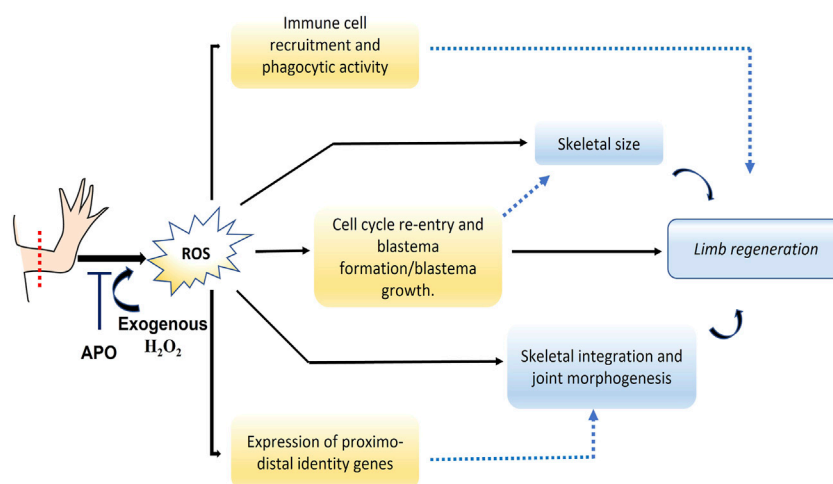 Immune cell
recruitment and
phagocytic activity
Skeletal size
ROS
Cell cycle re-entry and
blastema
formation/blastema
growth.
Limb regeneration
Exogenous
H₂O₂
APO
Skeletal integration and
joint morphogenesis
Expression of proximo-
distal identity genes